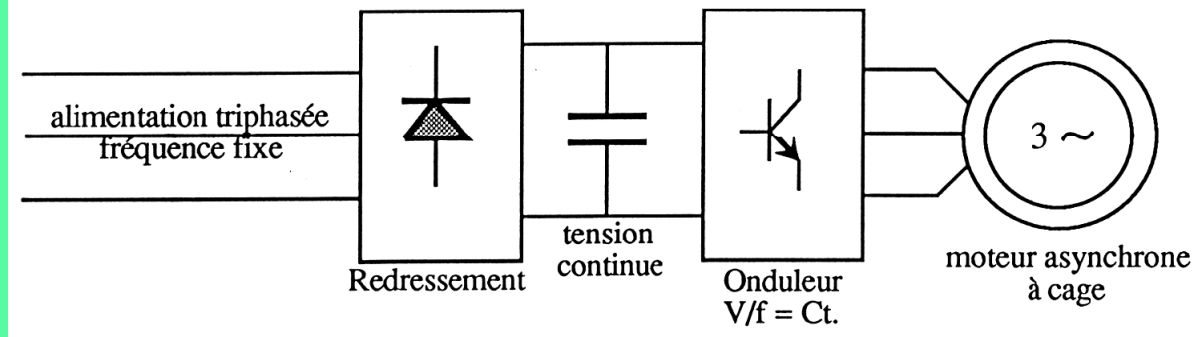 alimentation triphasée
fréquence fixe
Redressement
tension
continue
Onduleur
V/f = Ct.
3 ~
moteur asynchrone
à cage